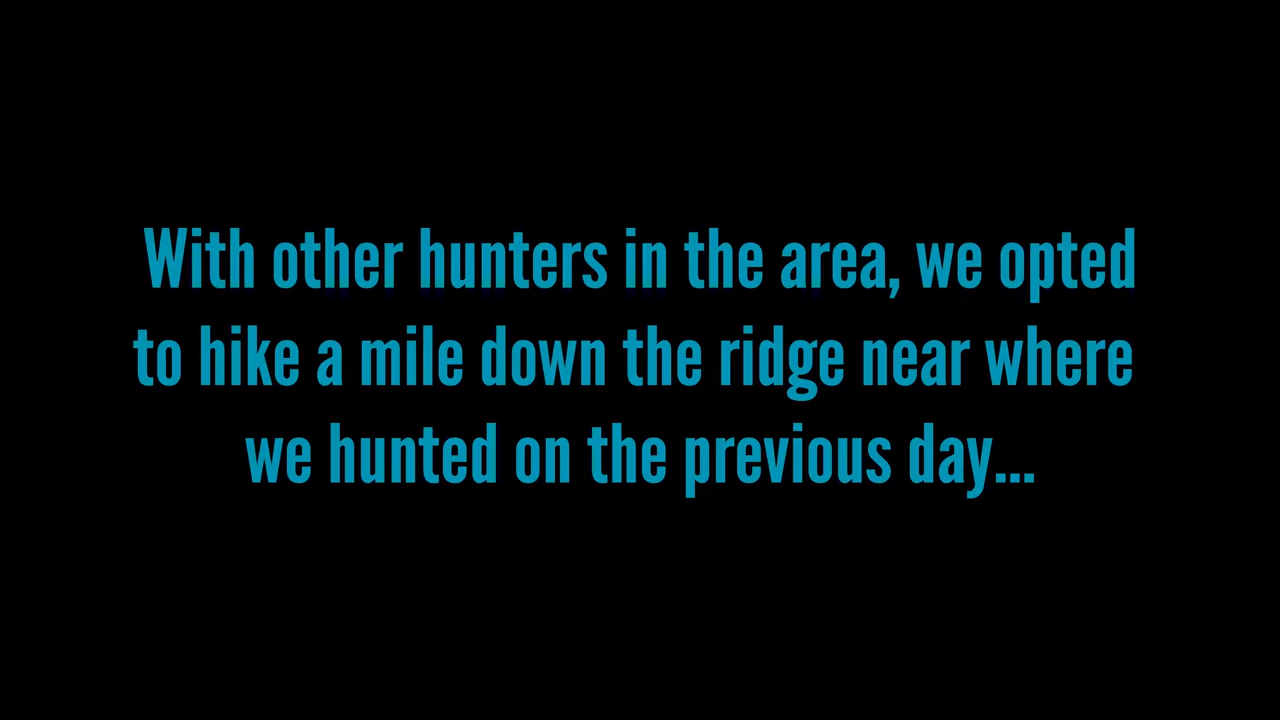 With other hunters in the area, we opted
to hike a mile down the ridge near where
we hunted on the previous day...